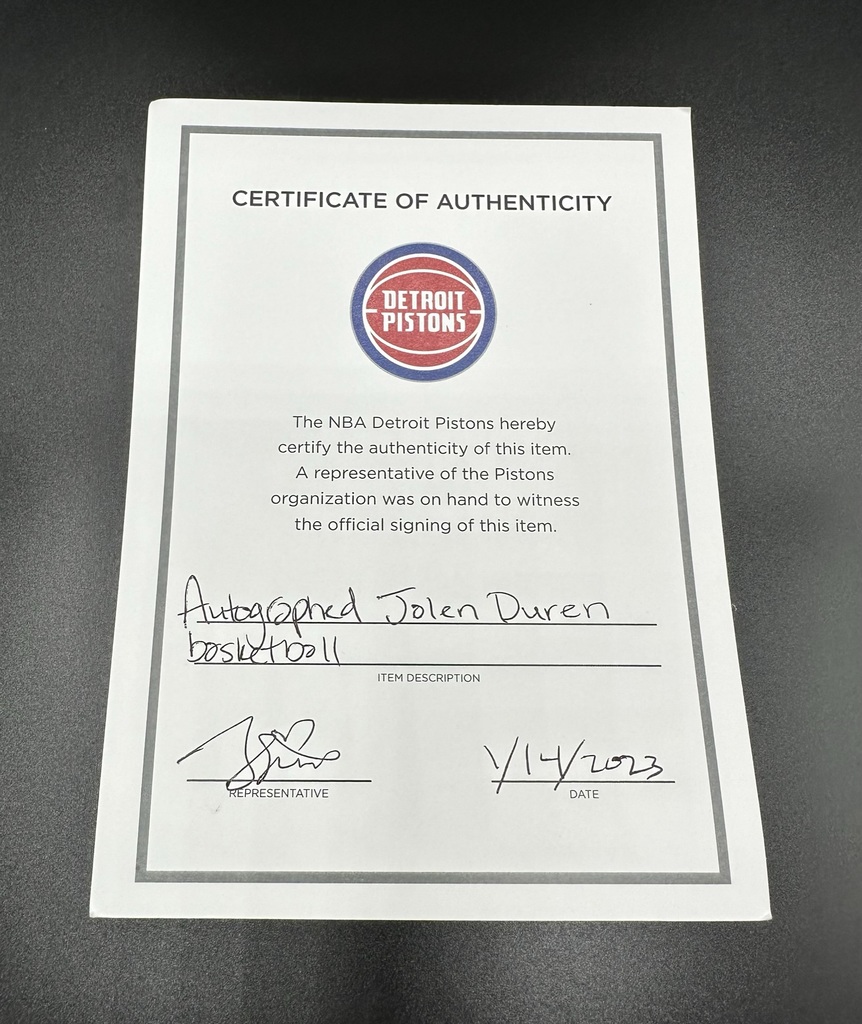 CERTIFICATE OF AUTHENTICITY
DETROIT
PISTONS
The NBA Detroit Pistons hereby
certify the authenticity of this item.
A representative of the Pistons
organization was on hand to witness
the official signing of this item.
Autographed Jalen Duren
basketball
ITEM DESCRIPTION
1/14/2023
REPRESENTATIVE
DATE